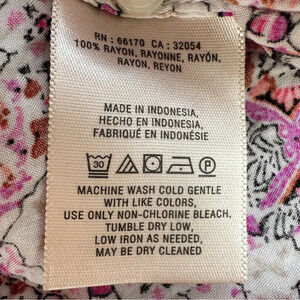 RN : 66170 CA : 32054
100% RAYON, RAYONNE, RAYÓN,
RAYON, REYON
MADE IN INDONESIA,
HECHO EN INDONESIA,
FABRIQUÉ EN INDONÉSIE
30 P
MACHINE WASH COLD GENTLE
WITH LIKE COLORS,
USE ONLY NON-CHLORINE BLEACH.
TUMBLE DRY LOW,
LOW IRON AS NEEDED,
MAY BE DRY CLEANED